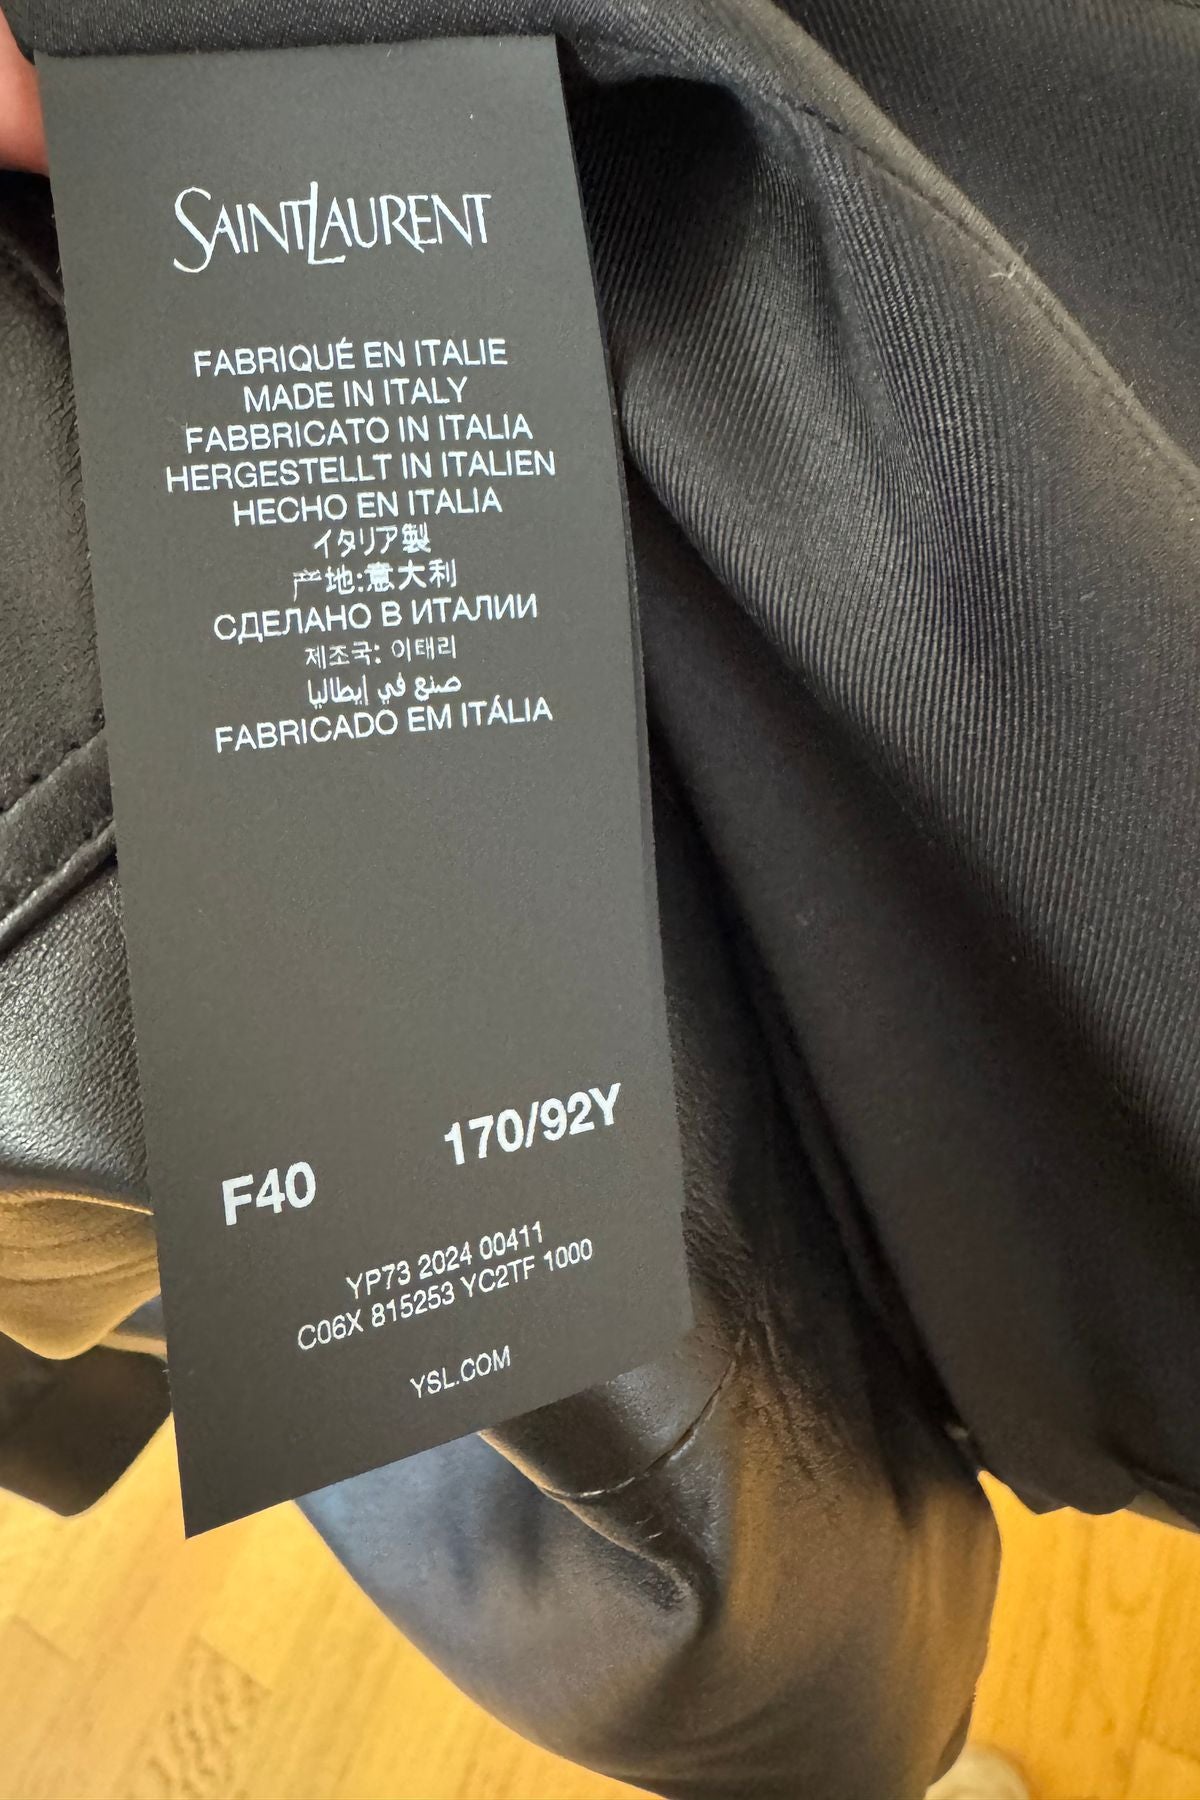 SAINT LAURENT
FABRIQUÉ EN ITALIE
MADE IN ITALY
FABBRICATO IN ITALIA
HERGESTELLT IN ITALIEN
HECHO EN ITALIA
イタリア製
产地:意大利
СДЕЛАНО В ИТАЛИИ
제조국: 이태리
صنع في إيطاليا
FABRICADO EM ITÁLIA
F40 170/92Y
YP73 2024 00411
C06X 815253 YC2TF 1000
YSL.COM